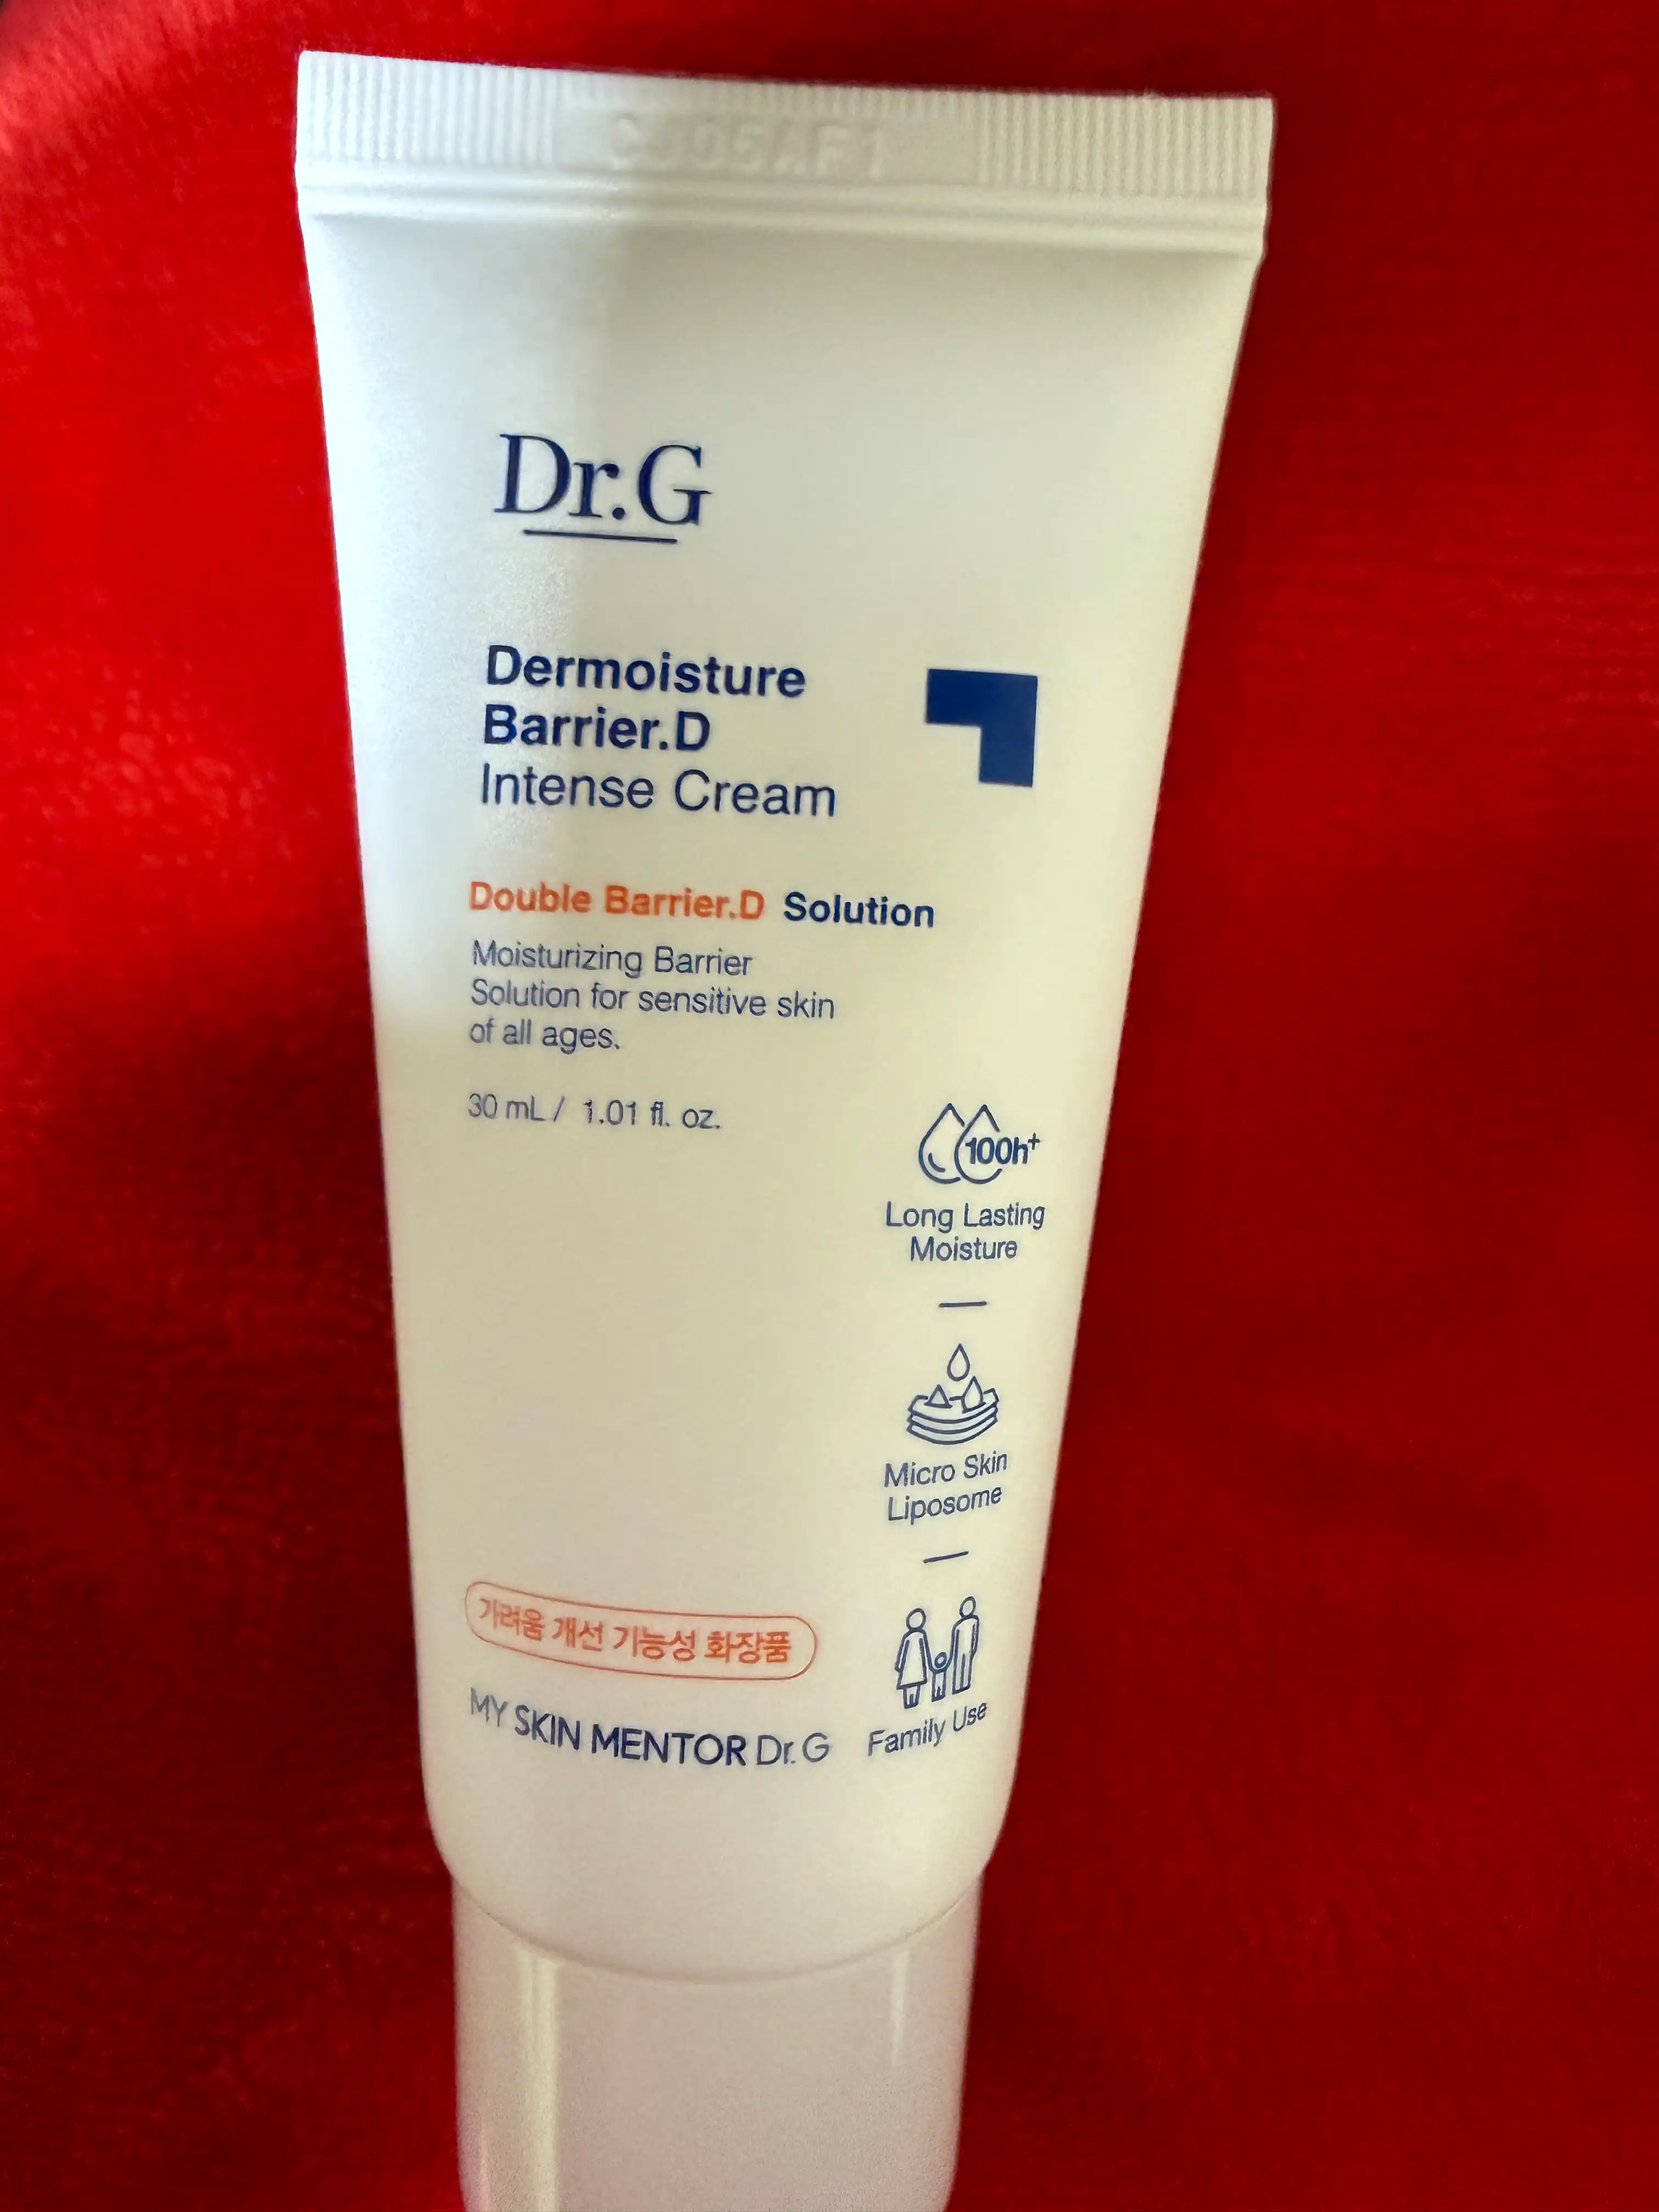 Dr.G
Dermoisture
Barrier.D
Intense Cream
Double Barrier.D Solution
Moisturizing Barrier
Solution for sensitive skin
of all ages.
30 mL / 1.01 fl. oz.
100h+
Long Lasting
Moisture
Micro Skin
Liposome
Family Use
가려움 개선 기능성 화장품
MY SKIN MENTOR Dr.G